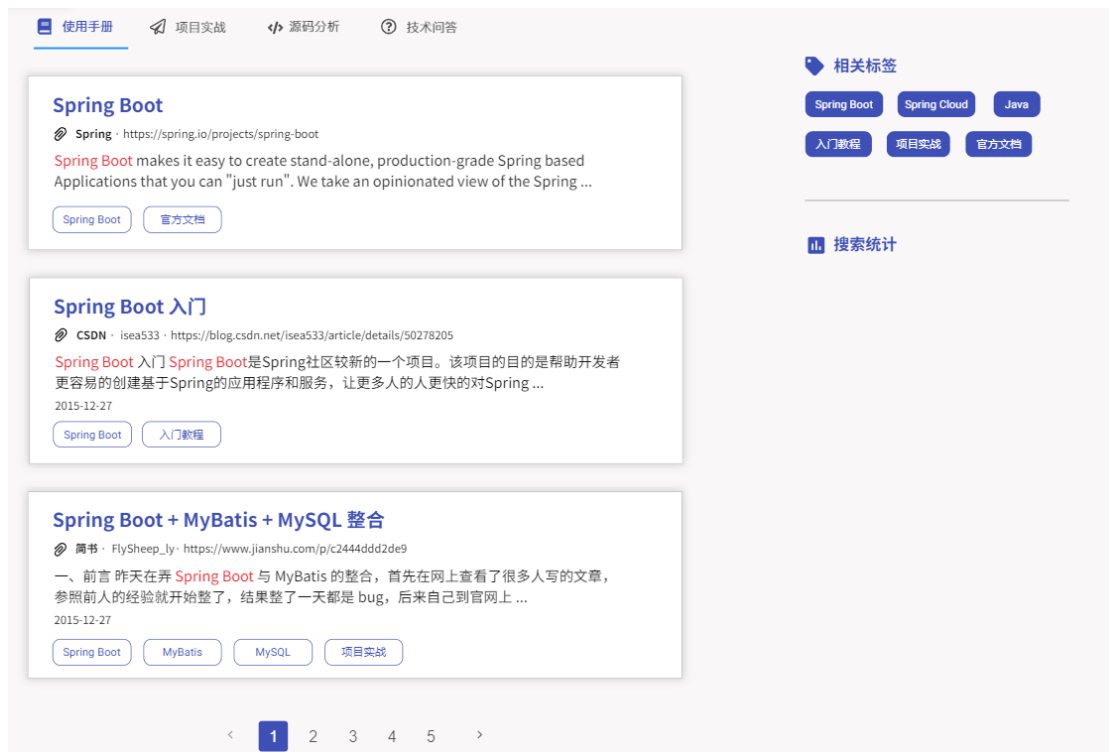 使用手册 项目实战 </> 源码分析 技术问答
Spring Boot
Spring · https://spring.io/projects/spring-boot
Spring Boot makes it easy to create stand-alone, production-grade Spring based
Applications that you can "just run". We take an opinionated view of the Spring ...
Spring Boot 官方文档
Spring Boot 入门
CSDN · isea533 · https://blog.csdn.net/isea533/article/details/50278205
Spring Boot 入门 Spring Boot是Spring社区较新的一个项目。该项目的目的是帮助开发者
更容易的创建基于Spring的应用程序和服务，让更多人的人更快的对Spring ...
2015-12-27
Spring Boot 入门教程
Spring Boot + MyBatis + MySQL 整合
简书 · FlySheep_ly · https://www.jianshu.com/p/c2444ddd2de9
一、前言 昨天在弄 Spring Boot 与 MyBatis 的整合，首先在网上查看了很多人写的文章，
参照前人的经验就开始整了，结果整了一天都是 bug，后来自己到官网上 ...
2015-12-27
Spring Boot MyBatis MySQL 项目实战
< 1 2 3 4 5 >
相关标签
Spring Boot Spring Cloud Java
入门教程 项目实战 官方文档
搜索统计